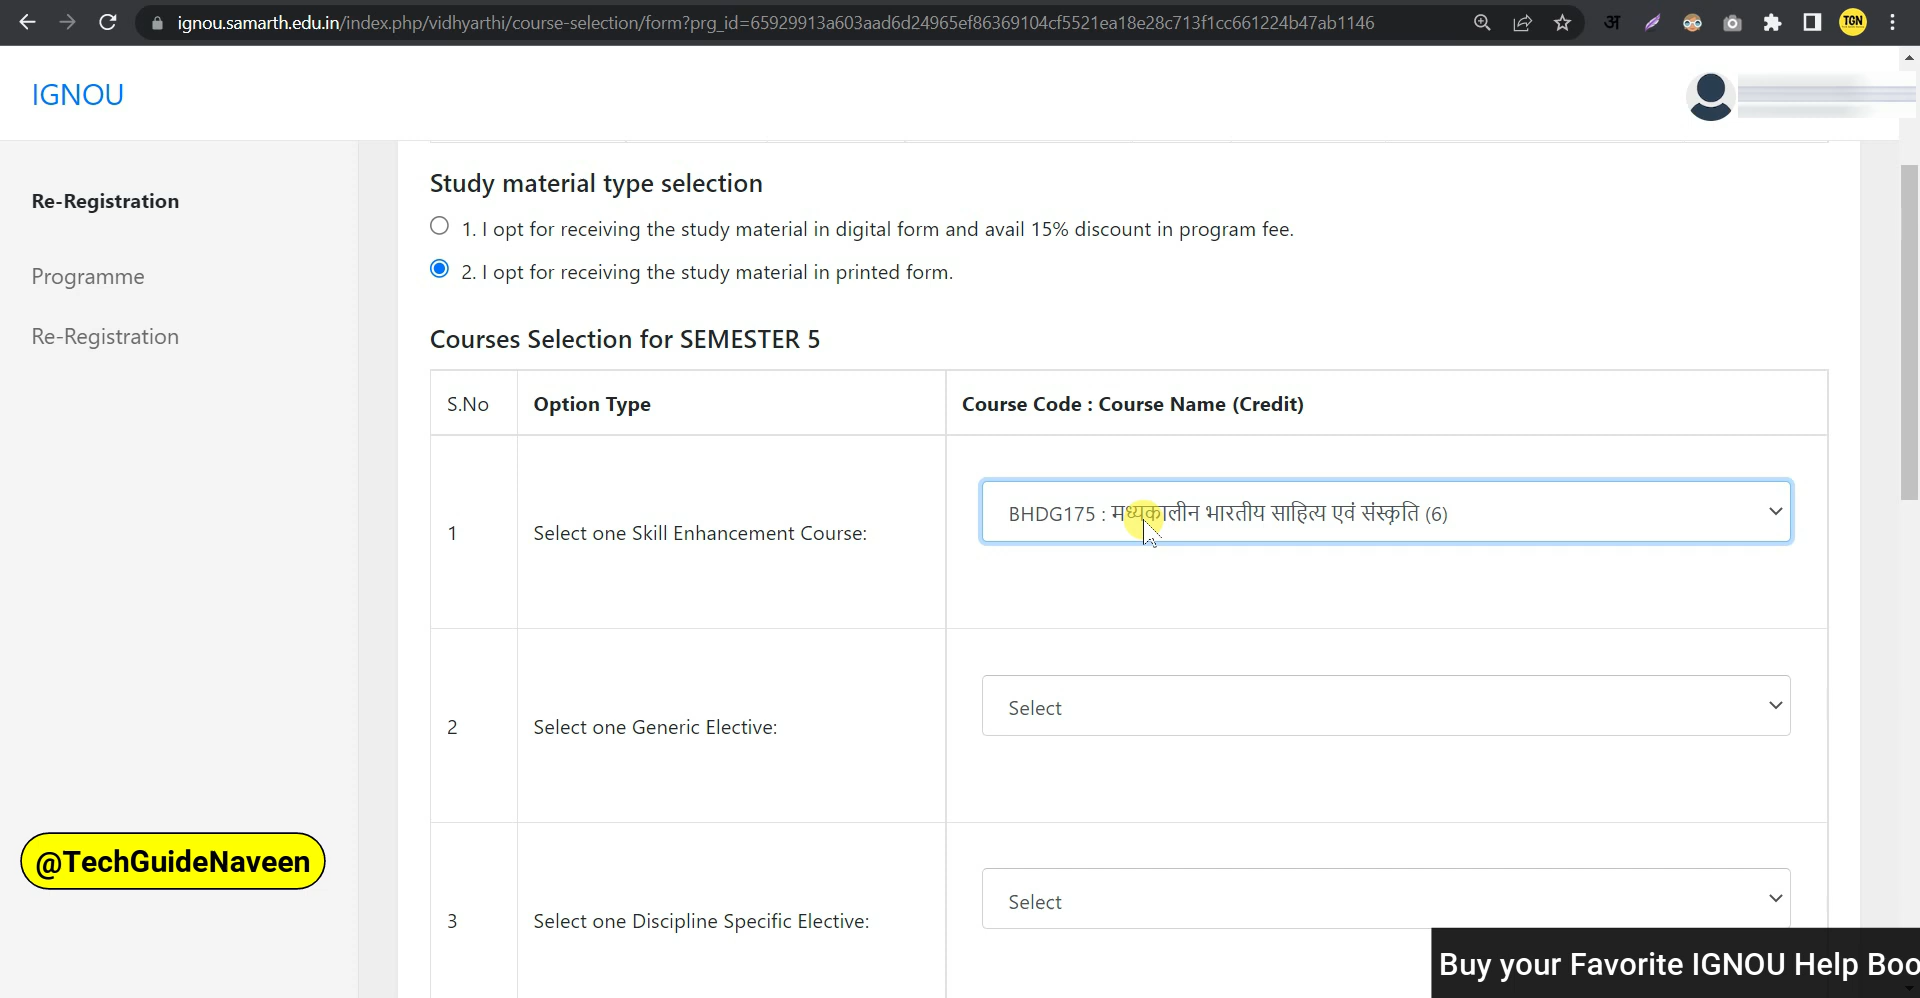 ignou.samarth.edu.in/index.php/vidhyarthi/course-selection/form?prg_id=65929913a603aad6d24965ef86369104cf5521ea18e28c713f1cc661224b47ab1146
अ
TGN
IGNOU
Re-Registration
Programme
Re-Registration
Study material type selection
1. I opt for receiving the study material in digital form and avail 15% discount in program fee.
2. I opt for receiving the study material in printed form.
Courses Selection for SEMESTER 5
S.No Option Type Course Code : Course Name (Credit)
1 Select one Skill Enhancement Course: BHDG175 : मध्यकालीन भारतीय साहित्य एवं संस्कृति (6)
2 Select one Generic Elective: Select
3 Select one Discipline Specific Elective: Select
@TechGuideNaveen
Buy your Favorite IGNOU Help Boo